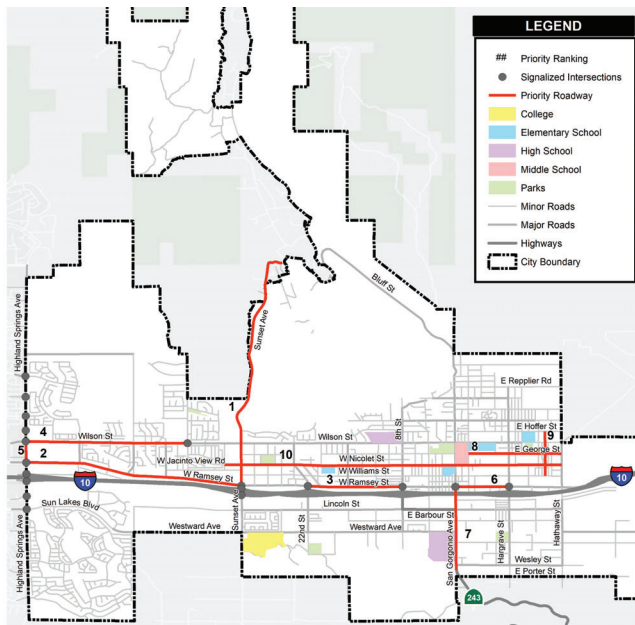 LEGEND
## Priority Ranking
Signalized Intersections
Priority Roadway
College
Elementary School
High School
Middle School
Parks
Minor Roads
Major Roads
Highways
City Boundary
Bluff St
Highland Springs Ave
Sunset Ave
E Repplier Rd
8th St
1
E Hoffer St
9
4
Wilson St
Wilson St
8
5
2
W Jacinto View Rd
10
W Nicolet St
E George St
W Williams St
W Ramsey St
3
W Ramsey St
6
10
10
Sun Lakes Blvd
Lincoln St
Sunset Ave
E Barbour St
Westward Ave
22nd St
Westward Ave
Highland Springs Ave
San Gorgonio Ave
7
Hargrave St
Hathaway St
Wesley St
E Porter St
243